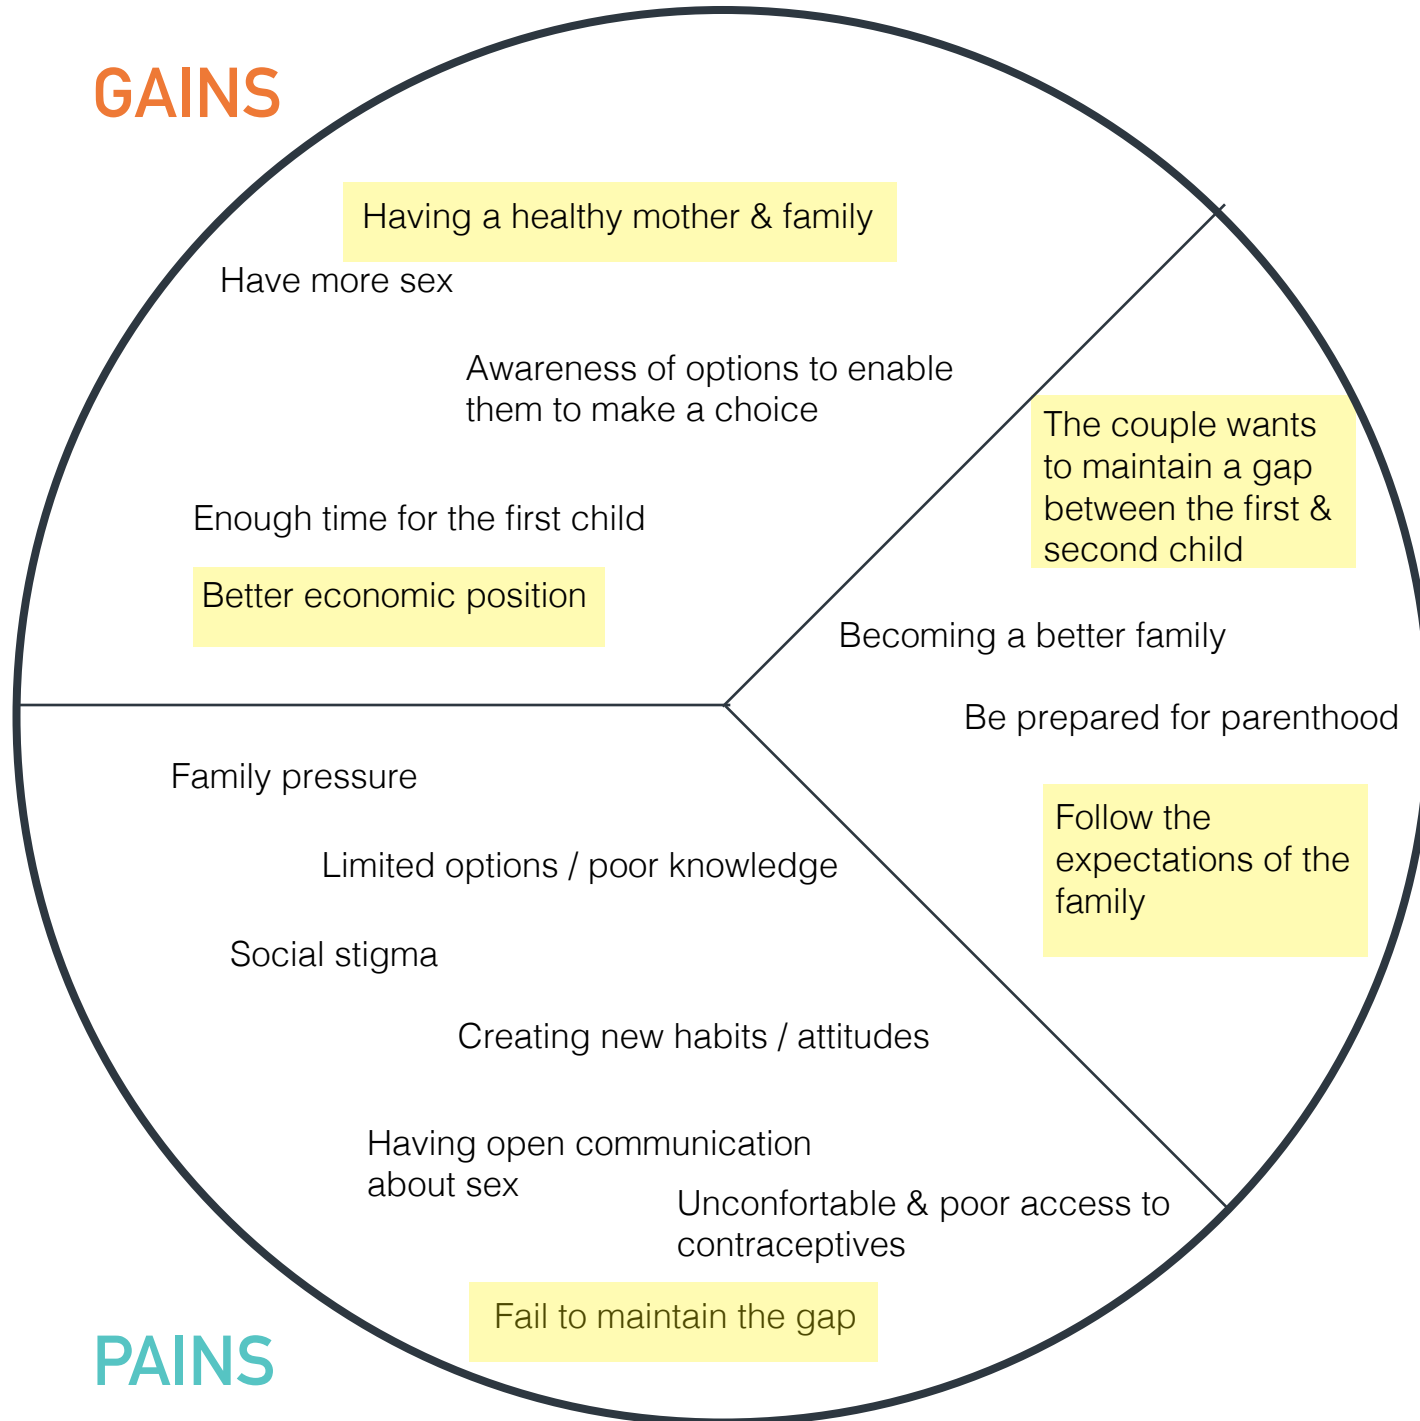 GAINS
Having a healthy mother & family
Have more sex
Awareness of options to enable
them to make a choice
Enough time for the first child
Better economic position
The couple wants
to maintain a gap
between the first &
second child
Becoming a better family
Be prepared for parenthood
Follow the
expectations of the
family
Family pressure
Limited options / poor knowledge
Social stigma
Creating new habits / attitudes
Having open communication
about sex
Unconfortable & poor access to
contraceptives
Fail to maintain the gap
PAINS